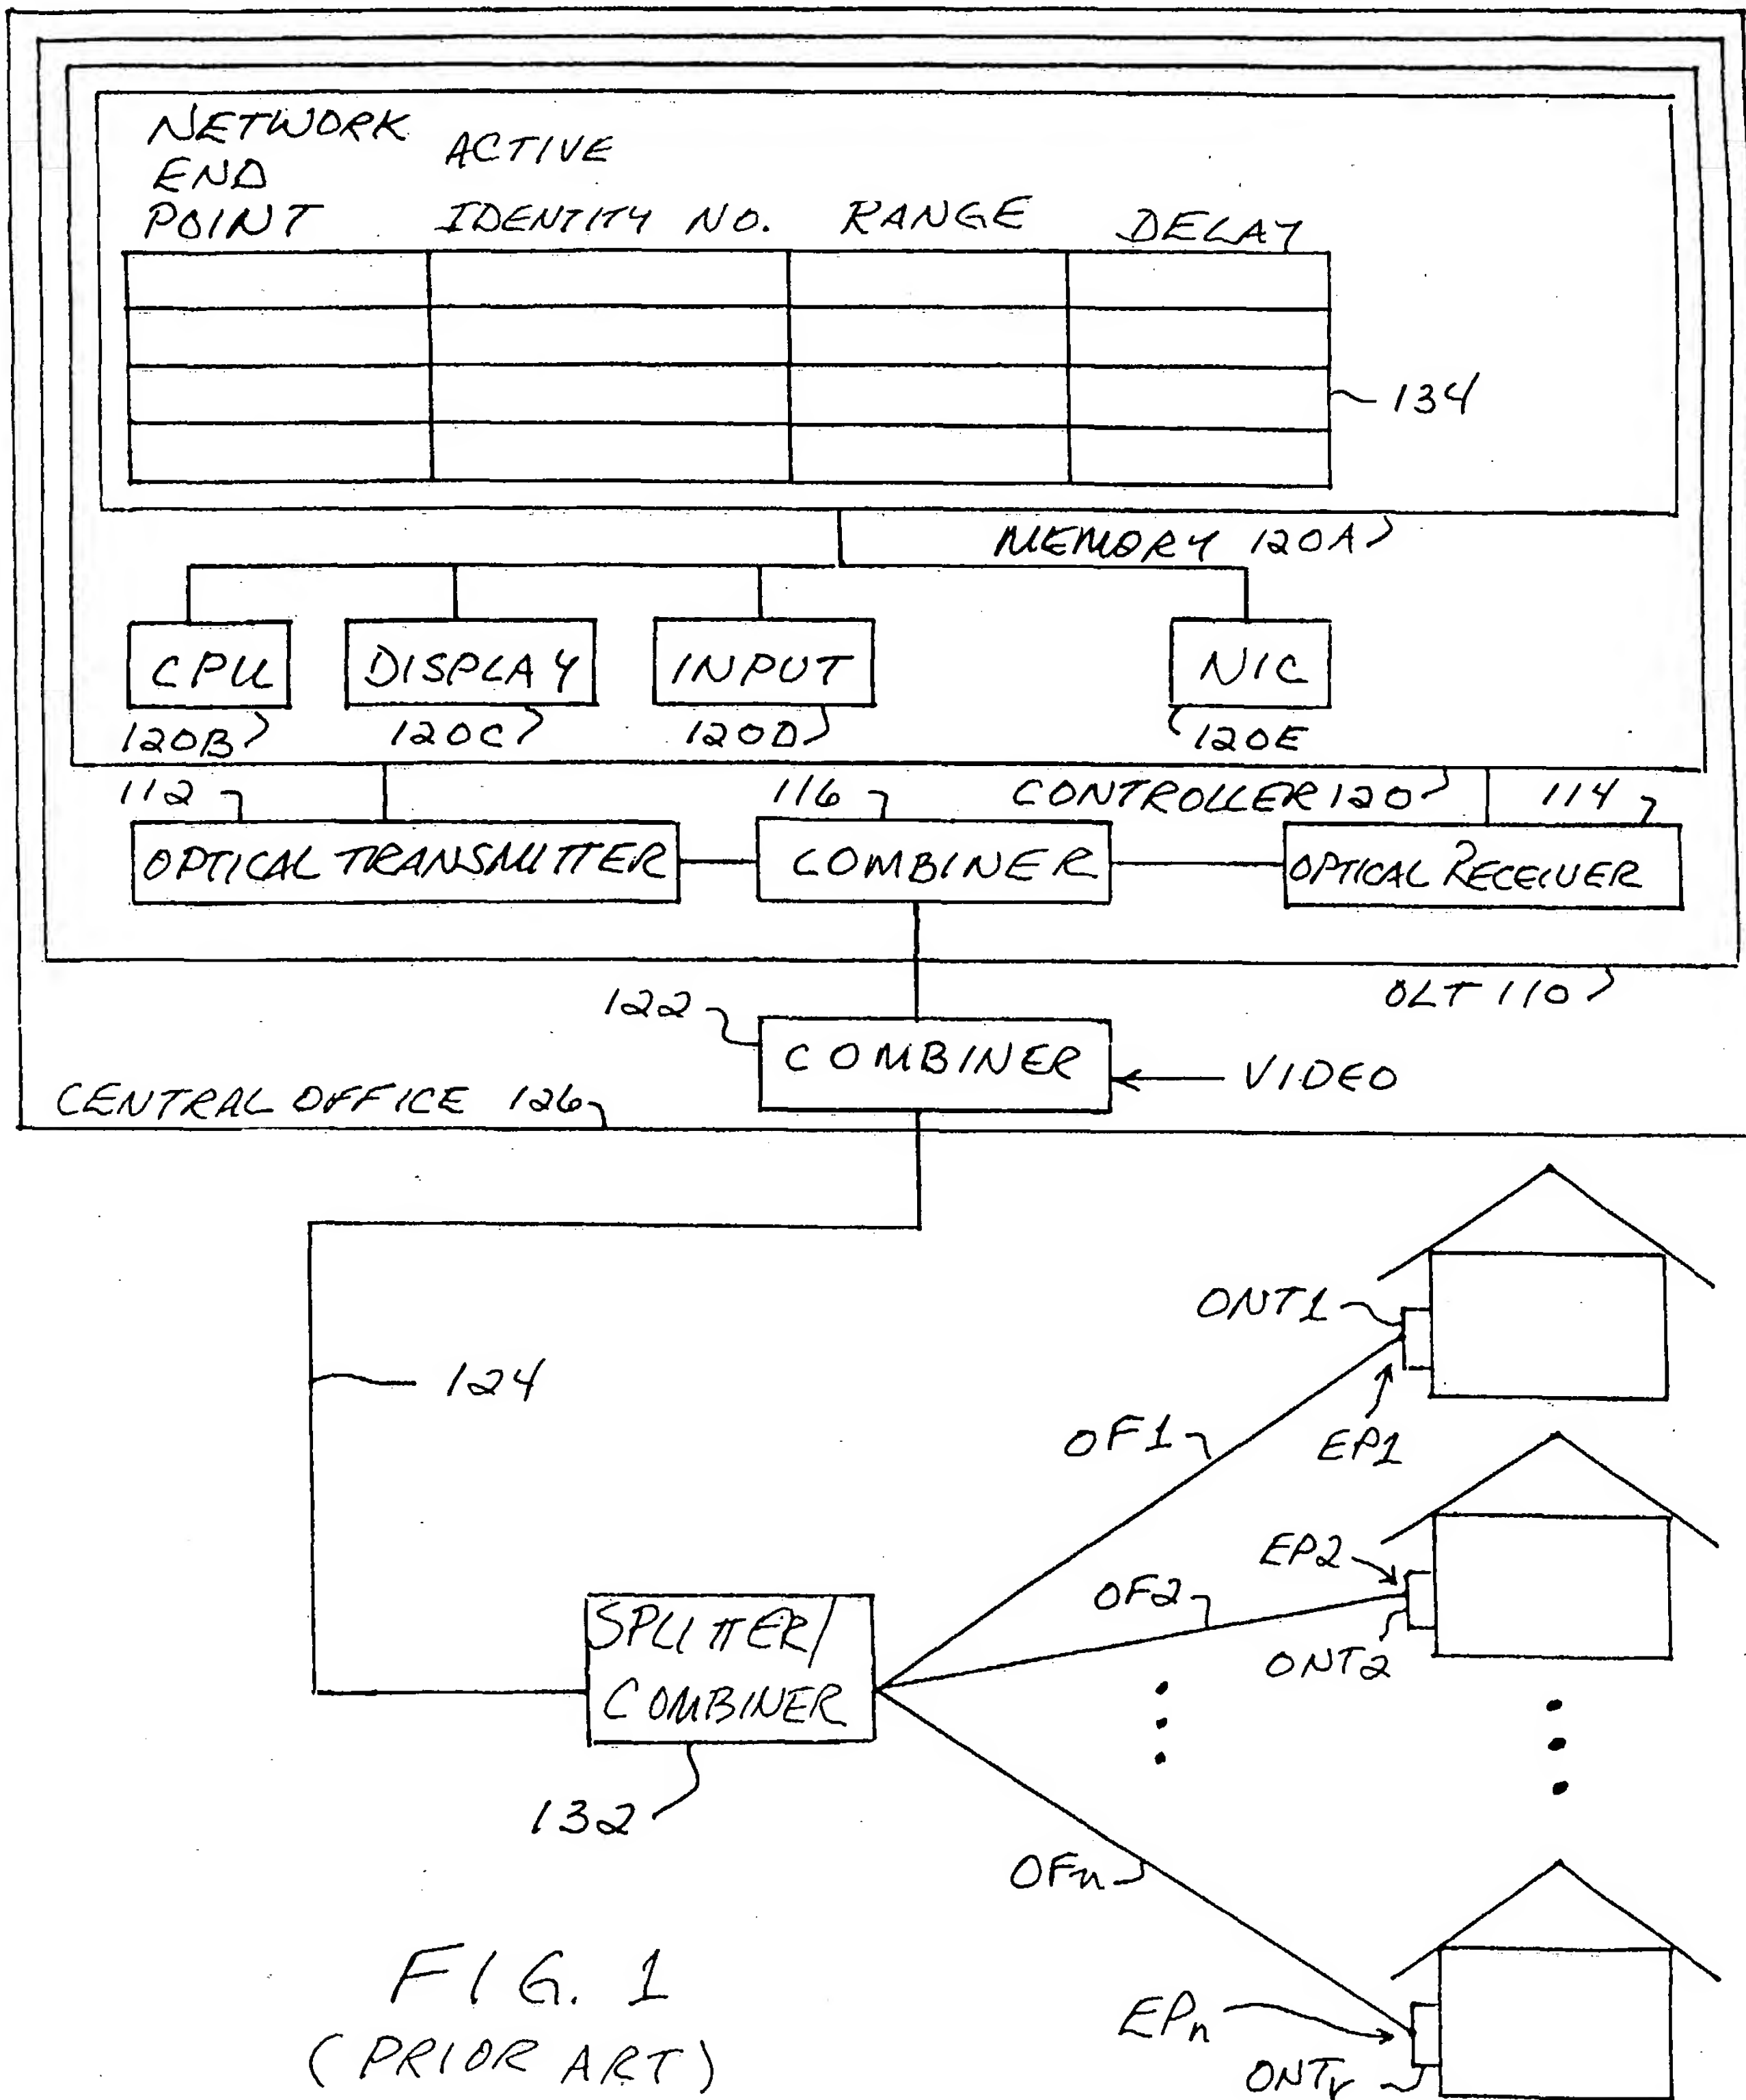 NETWORK
END
POINT
ACTIVE
IDENTITY NO.
RANGE
DELAY
134
MEMORY 120A
CPU
DISPLAY
INPUT
NIC
120B
120C
120D
120E
112
116
CONTROLLER 120
114
OPTICAL TRANSMITTER
COMBINER
OPTICAL RECEIVER
OLT 110
122
COMBINER
VIDEO
CENTRAL OFFICE 126
ONT1
124
OF1
EP1
EP2
OF2
ONT2
SPLITTER/
COMBINER
132
OFn
FIG. 1
(PRIOR ART)
EPn